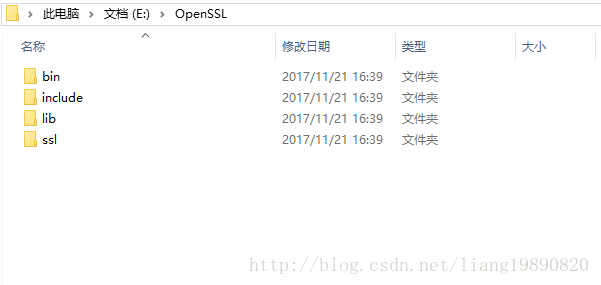 此电脑 › 文档 (E:) › OpenSSL
名称 修改日期 类型 大小
bin 2017/11/21 16:39 文件夹
include 2017/11/21 16:39 文件夹
lib 2017/11/21 16:39 文件夹
ssl 2017/11/21 16:39 文件夹
http://blog.csdn.net/liang19890820